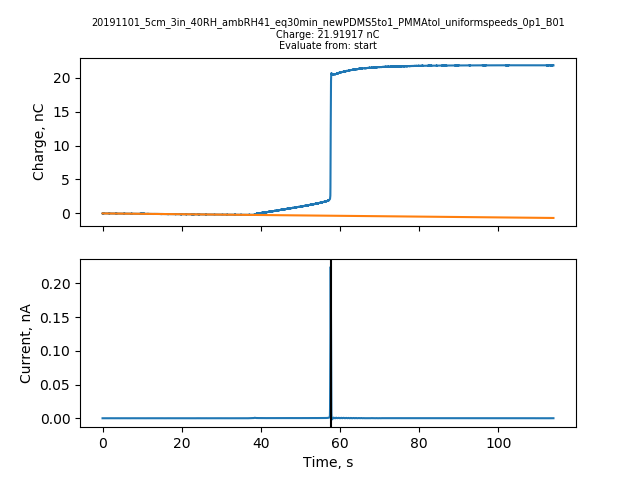 20191101_5cm_3in_40RH_ambRH41_eq30min_newPDMS5to1_PMMAtol_uniformspeeds_0p1_B01
Charge: 21.91917 nC
Evaluate from: start
20
15
10
5
0
Charge, nC
0.20
0.15
0.10
0.05
0.00
Current, nA
0 20 40 60 80 100
Time, s